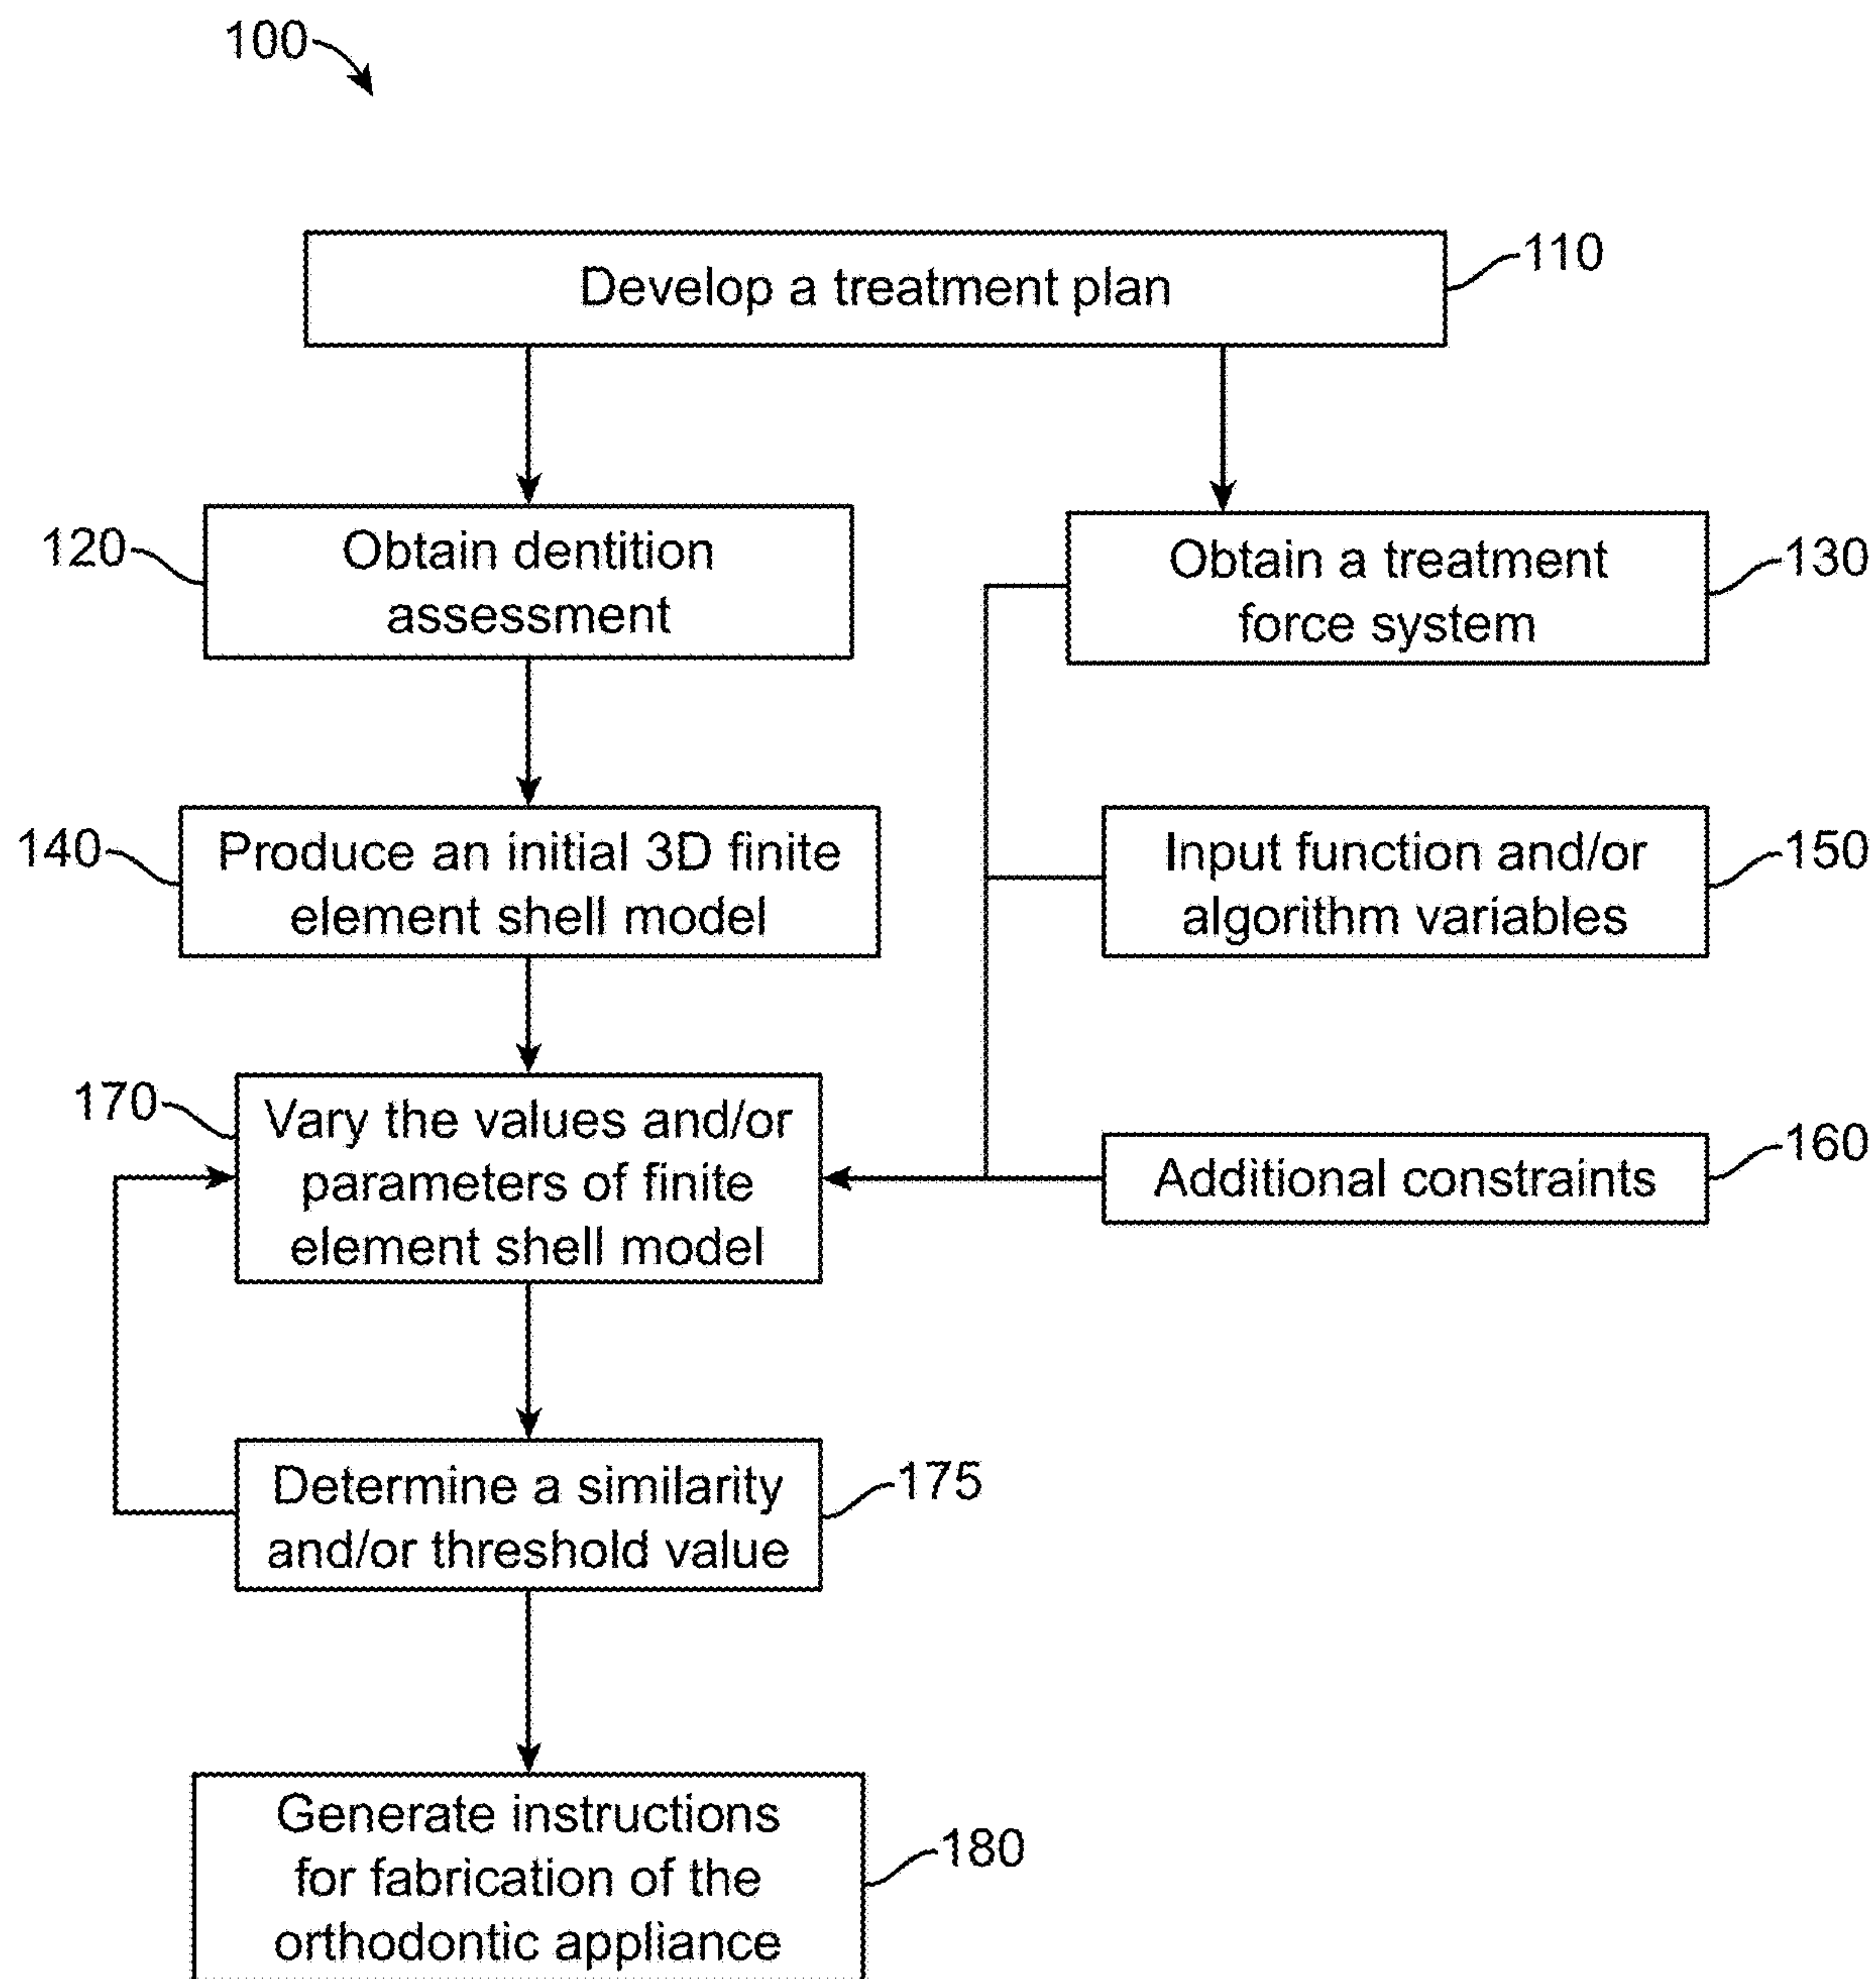 100
Develop a treatment plan
110
120
Obtain dentition
assessment
Obtain a treatment
force system
130
140
Produce an initial 3D finite
element shell model
Input function and/or
algorithm variables
150
170
Vary the values and/or
parameters of finite
element shell model
Additional constraints
160
Determine a similarity
and/or threshold value
175
Generate instructions
for fabrication of the
orthodontic appliance
180